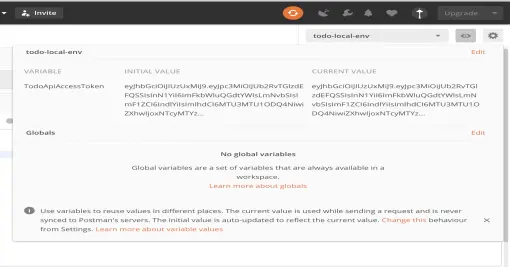 Invite
Upgrade
todo-local-env
todo-local-env
Edit
VARIABLE
INITIAL VALUE
CURRENT VALUE
TodoApiAccessToken
No global variables
Globals
Edit
Global variables are a set of variables that are always available in a
workspace.
Learn more about globals
Use variables to reuse values in different places. The current value is used while sending a request and is never
synced to Postman's servers. The initial value is auto-updated to reflect the current value. Change this behaviour
from Settings. Learn more about variable values